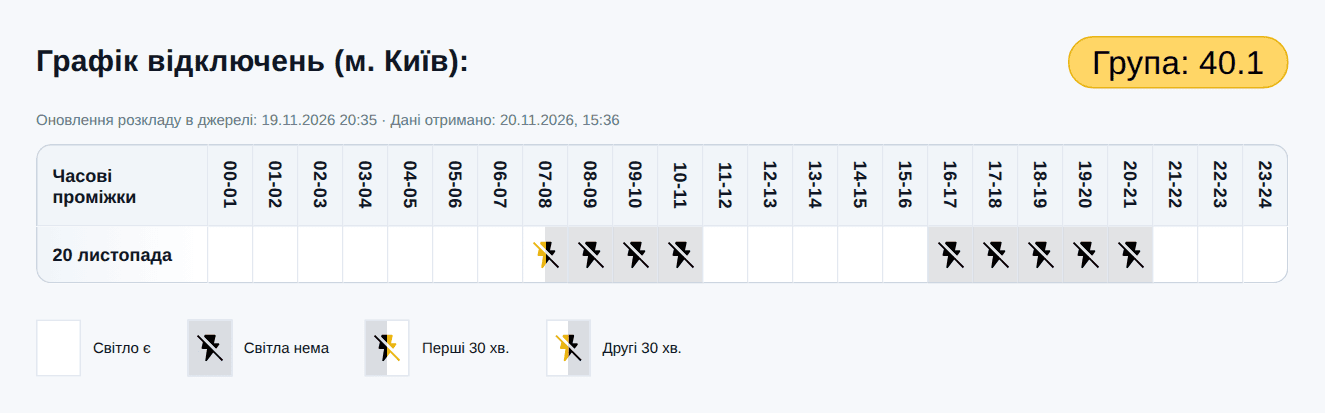 Графік відключень (м. Київ):
Група: 40.1
Оновлення розкладу в джерелі: 19.11.2026 20:35 · Дані отримано: 20.11.2026, 15:36
Часові
проміжки
00-01
01-02
02-03
03-04
04-05
05-06
06-07
07-08
08-09
09-10
10-11
11-12
12-13
13-14
14-15
15-16
16-17
17-18
18-19
19-20
20-21
21-22
22-23
23-24
20 листопада
Світло є
Світла нема
Перші 30 хв.
Другі 30 хв.